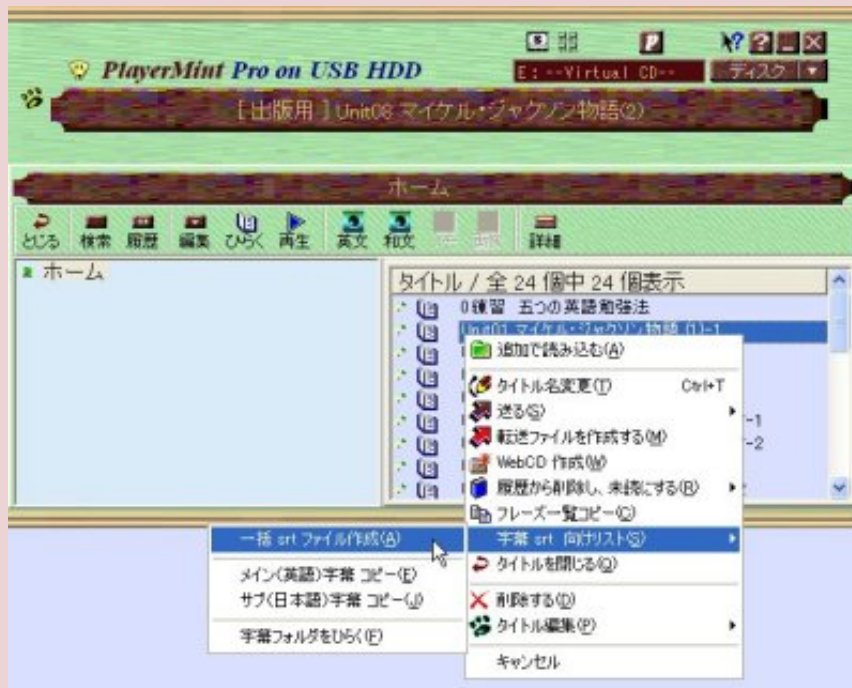 PlayerMint Pro on USB HDD
E: --Virtual CD--
ディスク
[ 出版用 ] Unit08 マイケル・ジャクソン物語(2)
ホーム
とじる 検索 履歴 編集 ひらく 再生 英文 和文 詳細
ホーム
タイトル / 全 24 個中 24 個表示
0練習 五つの英語勉強法
Unit01 マイケル・ジャクソン物語 (1)-1
追加で読み込む(A)
タイトル名変更(T) Ctrl+T
送る(S)
-1
転送ファイルを作成する(M)
-2
WebCD 作成(W)
履歴から削除し、未読にする(R)
フレーズ一覧コピー(C)
字幕 srt 向けリスト(S)
一括 srt ファイル作成(A)
タイトルを閉じる(Q)
メイン(英語)字幕 コピー(E)
サブ(日本語)字幕 コピー(J)
削除する(D)
タイトル編集(P)
字幕フォルダをひらく(F)
キャンセル